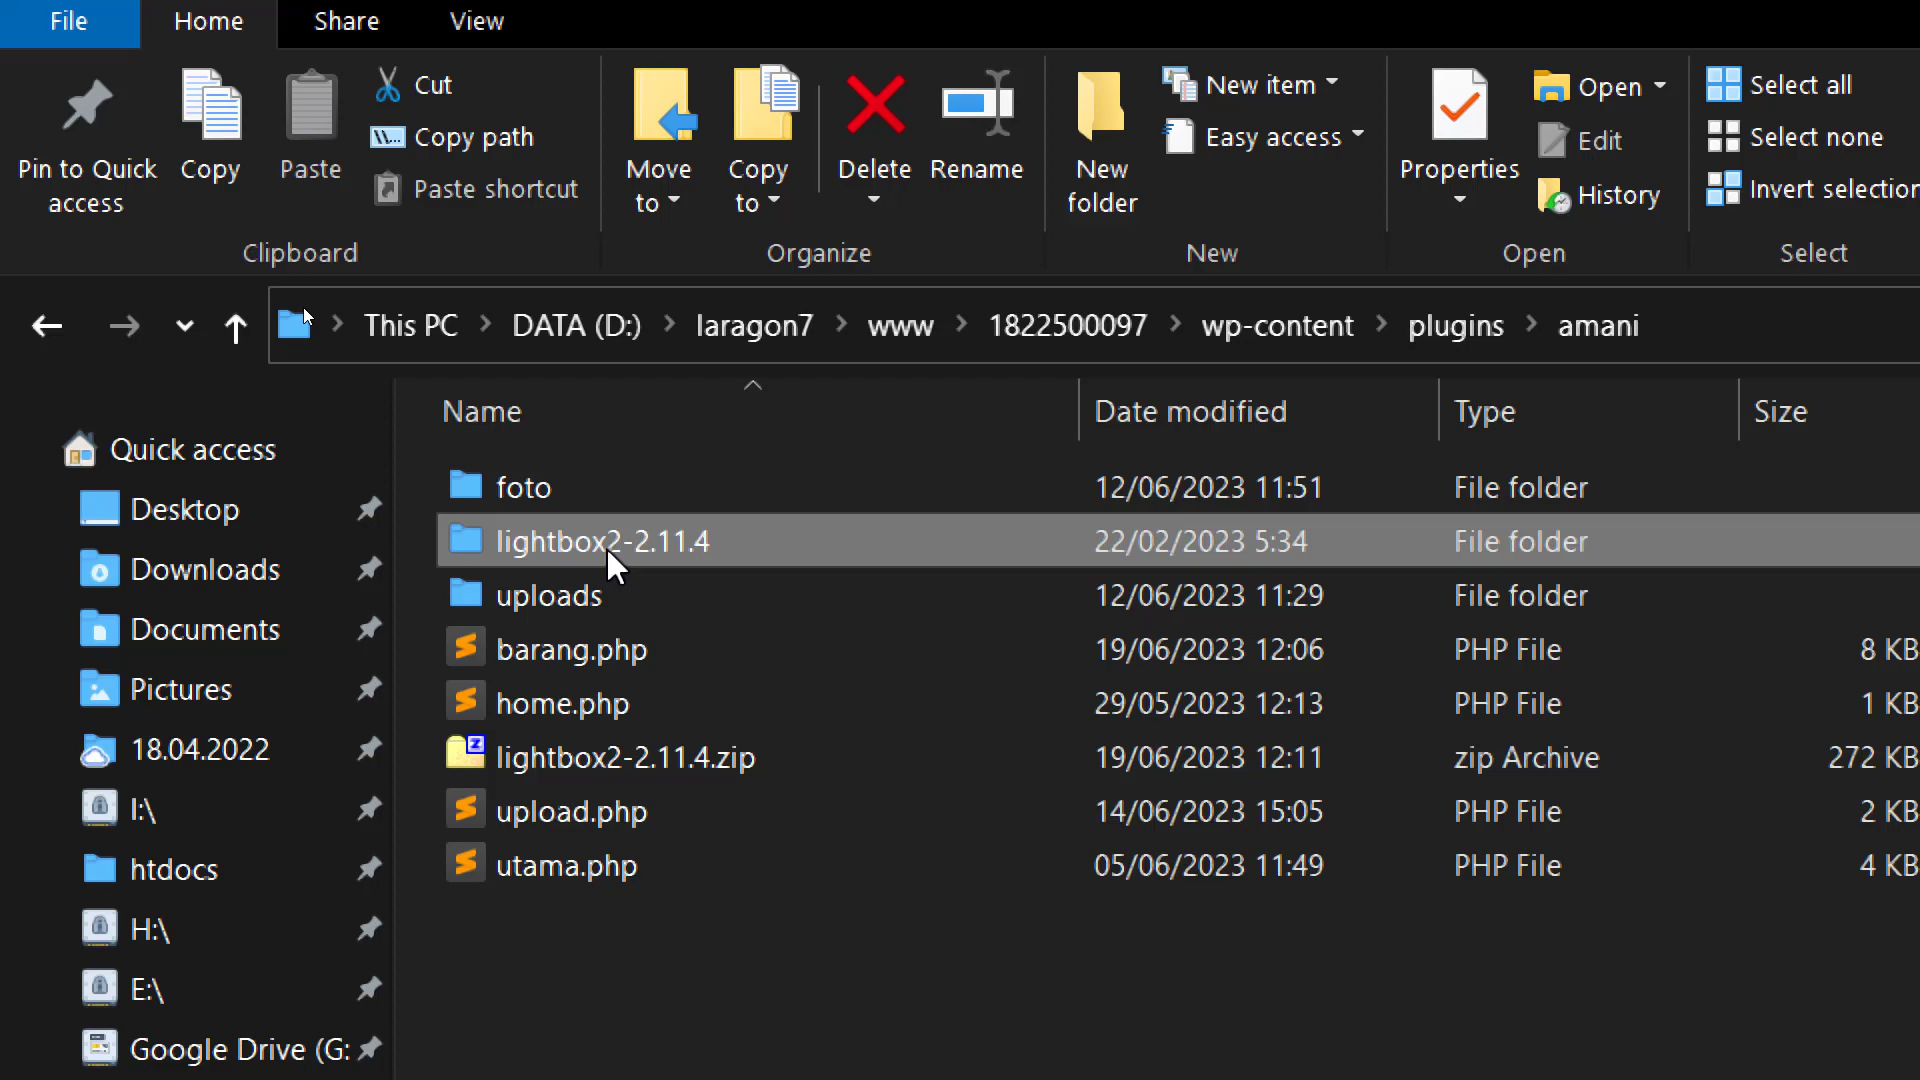 File Home Share View
Pin to Quick access
Copy
Paste
Cut
Copy path
Paste shortcut
Clipboard
Move to
Copy to
Delete
Rename
Organize
New folder
New item
Easy access
New
Properties
Open
Edit
History
Open
Select all
Select none
Invert selection
Select
This PC DATA (D:) laragon7 www 1822500097 wp-content plugins amani
Name Date modified Type Size
Quick access
Desktop
Downloads
Documents
Pictures
18.04.2022
I:\
htdocs
H:\
E:\
Google Drive (G:
foto 12/06/2023 11:51 File folder
lightbox2-2.11.4 22/02/2023 5:34 File folder
uploads 12/06/2023 11:29 File folder
barang.php 19/06/2023 12:06 PHP File 8 KB
home.php 29/05/2023 12:13 PHP File 1 KB
lightbox2-2.11.4.zip 19/06/2023 12:11 zip Archive 272 KB
upload.php 14/06/2023 15:05 PHP File 2 KB
utama.php 05/06/2023 11:49 PHP File 4 KB